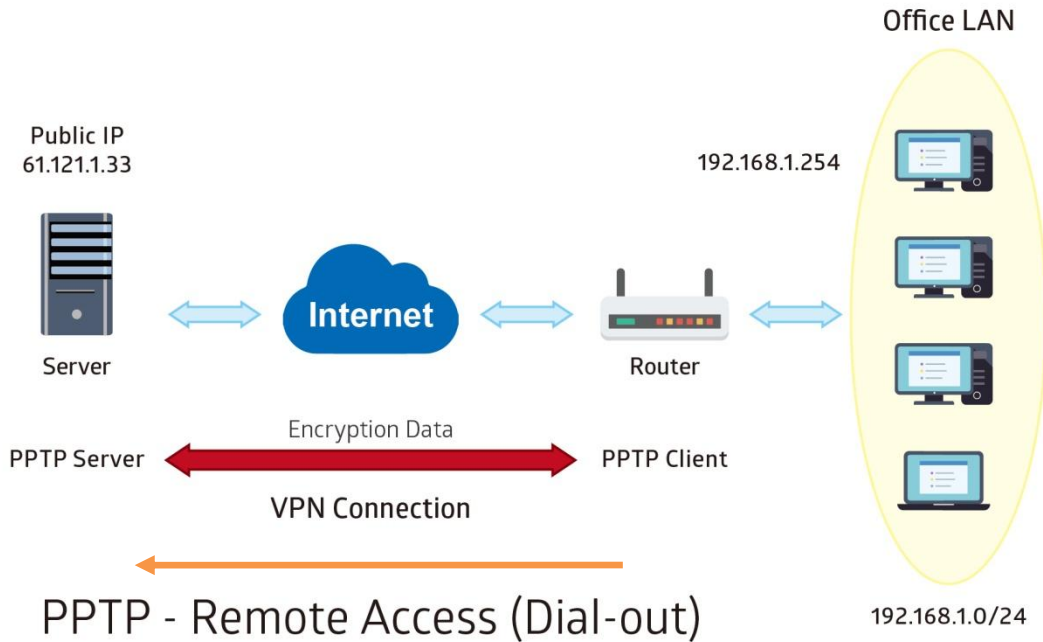 Office LAN
Public IP
61.121.1.33
192.168.1.254
Internet
Server
Router
Encryption Data
PPTP Server
PPTP Client
VPN Connection
PPTP - Remote Access (Dial-out)
192.168.1.0/24